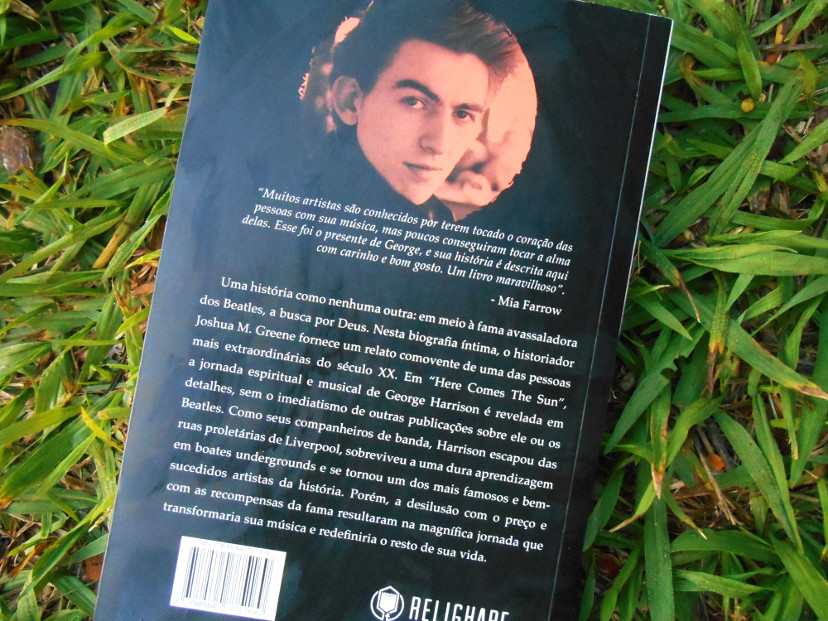 "Muitos artistas são conhecidos por terem tocado o coração das
pessoas com sua música, mas poucos conseguiram tocar a alma
delas. Esse foi o presente de George, e sua história é descrita aqui
com carinho e bom gosto. Um livro maravilhoso".
- Mia Farrow
Uma história como nenhuma outra: em meio à fama avassaladora
dos Beatles, a busca por Deus. Nesta biografia íntima, o historiador
Joshua M. Greene fornece um relato comovente de uma das pessoas
mais extraordinárias do século XX. Em "Here Comes The Sun",
a jornada espiritual e musical de George Harrison é revelada em
detalhes, sem o imediatismo de outras publicações sobre ele ou os
Beatles. Como seus companheiros de banda, Harrison escapou das
ruas proletárias de Liverpool, sobreviveu a uma dura aprendizagem
em boates undergrounds e se tornou um dos mais famosos e bem-
sucedidos artistas da história. Porém, a desilusão com o preço e
com as recompensas da fama resultaram na magnífica jornada que
transformaria sua música e redefiniria o resto de sua vida.
RELIGHARE